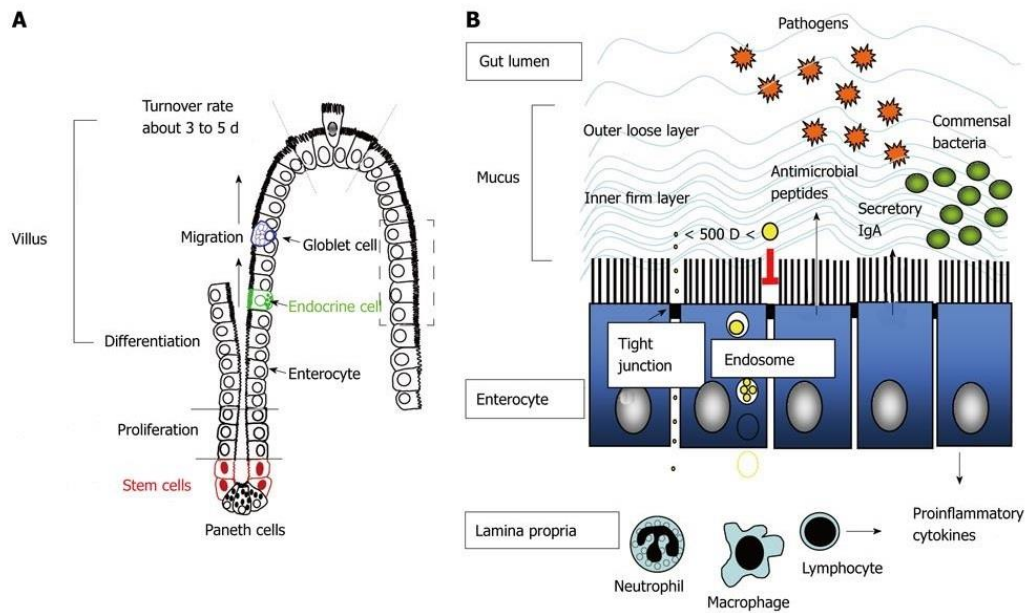 A
Turnover rate
about 3 to 5 d
Villus
Migration
Globlet cell
Endocrine cell
Differentiation
Enterocyte
Proliferation
Stem cells
Paneth cells
B
Pathogens
Gut lumen
Outer loose layer
Commensal
bacteria
Mucus
Antimicrobial
peptides
Inner firm layer
Secretory
IgA
< 500 D <
Tight
junction
Endosome
Enterocyte
Lamina propria
Proinflammatory
cytokines
Lymphocyte
Neutrophil
Macrophage